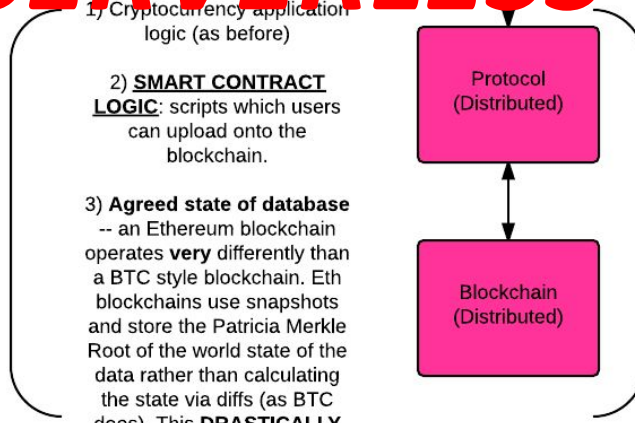 SERVERLESS
1) Cryptocurrency application
logic (as before)
2) SMART CONTRACT
LOGIC: scripts which users
can upload onto the
blockchain.
3) Agreed state of database
-- an Ethereum blockchain
operates very differently than
a BTC style blockchain. Eth
blockchains use snapshots
and store the Patricia Merkle
Root of the world state of the
data rather than calculating
the state via diffs (as BTC
does). This DRASTICALLY
Protocol
(Distributed)
Blockchain
(Distributed)